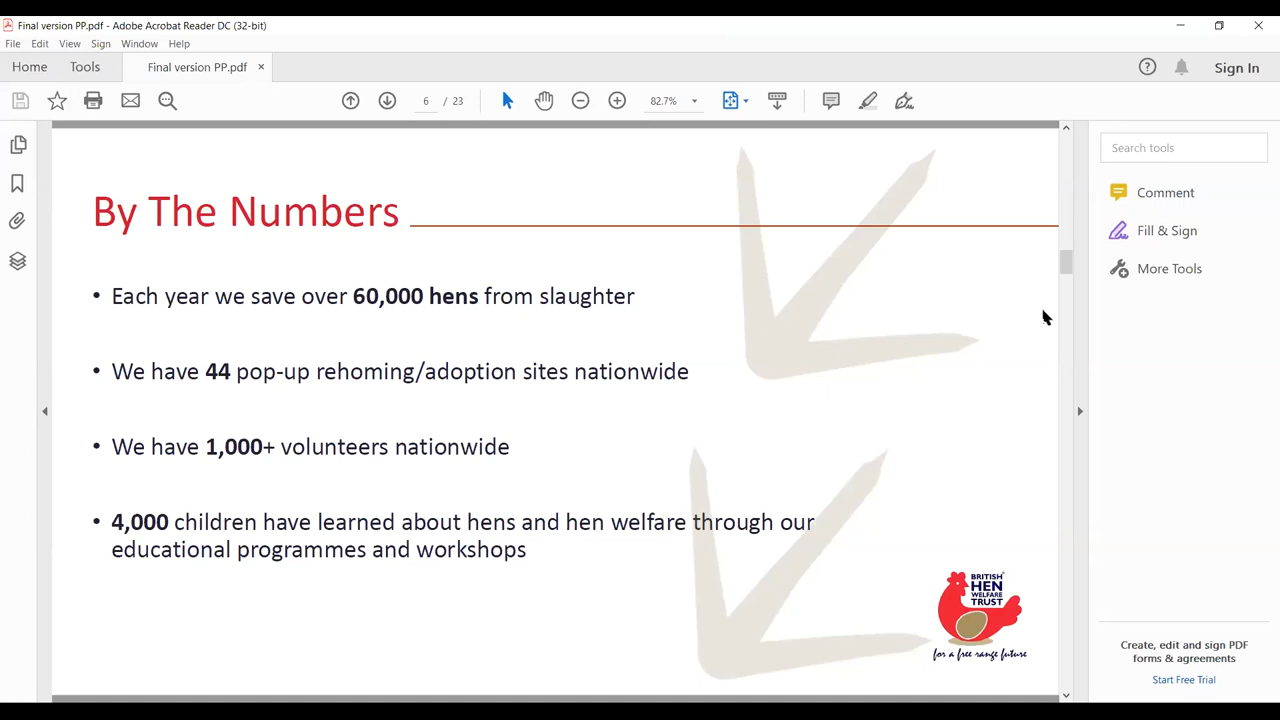 Final version PP.pdf - Adobe Acrobat Reader DC (32-bit)
File Edit View Sign Window Help
Home Tools Final version PP.pdf × Sign In
6 / 23 82.7%
Search tools
Comment
Fill & Sign
More Tools
By The Numbers
• Each year we save over 60,000 hens from slaughter
• We have 44 pop-up rehoming/adoption sites nationwide
• We have 1,000+ volunteers nationwide
• 4,000 children have learned about hens and hen welfare through our
educational programmes and workshops
BRITISH
HEN
WELFARE
TRUST
for a free range future
Create, edit and sign PDF
forms & agreements
Start Free Trial